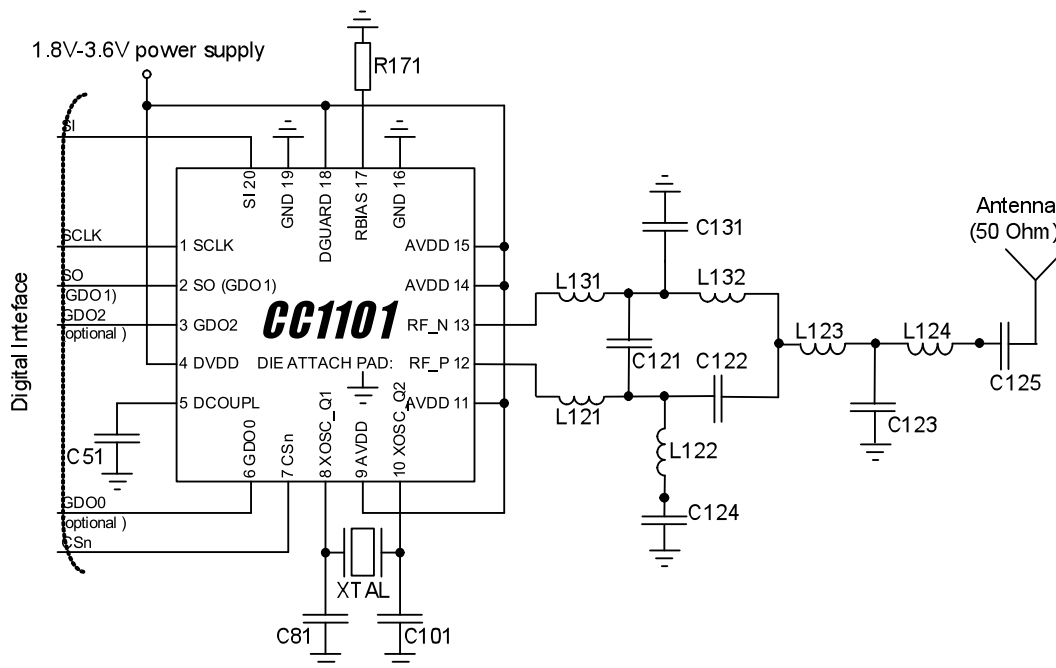 1.8V-3.6V power supply
R171
SI
SI 20
GND 19
DGUARD 18
RBIAS 17
GND 16
Antenna
(50 Ohm)
C131
SCLK
1 SCLK
AVDD 15
L131
L132
SO
(GDO1)
2 SO (GDO1)
AVDD 14
GDO2
(optional )
3 GDO2
CC1101
RF_N 13
L123
L124
C121
C122
C125
4 DVDD
DIE ATTACH PAD:
RF_P 12
L121
5 DCOUPL
AVDD 11
C123
Digital Inteface
C51
6 GDO0
7 CSn
8 XOSC_Q1
9 AVDD
10 XOSC_Q2
L122
GDO0
(optional )
C124
CSn
XTAL
C81
C101